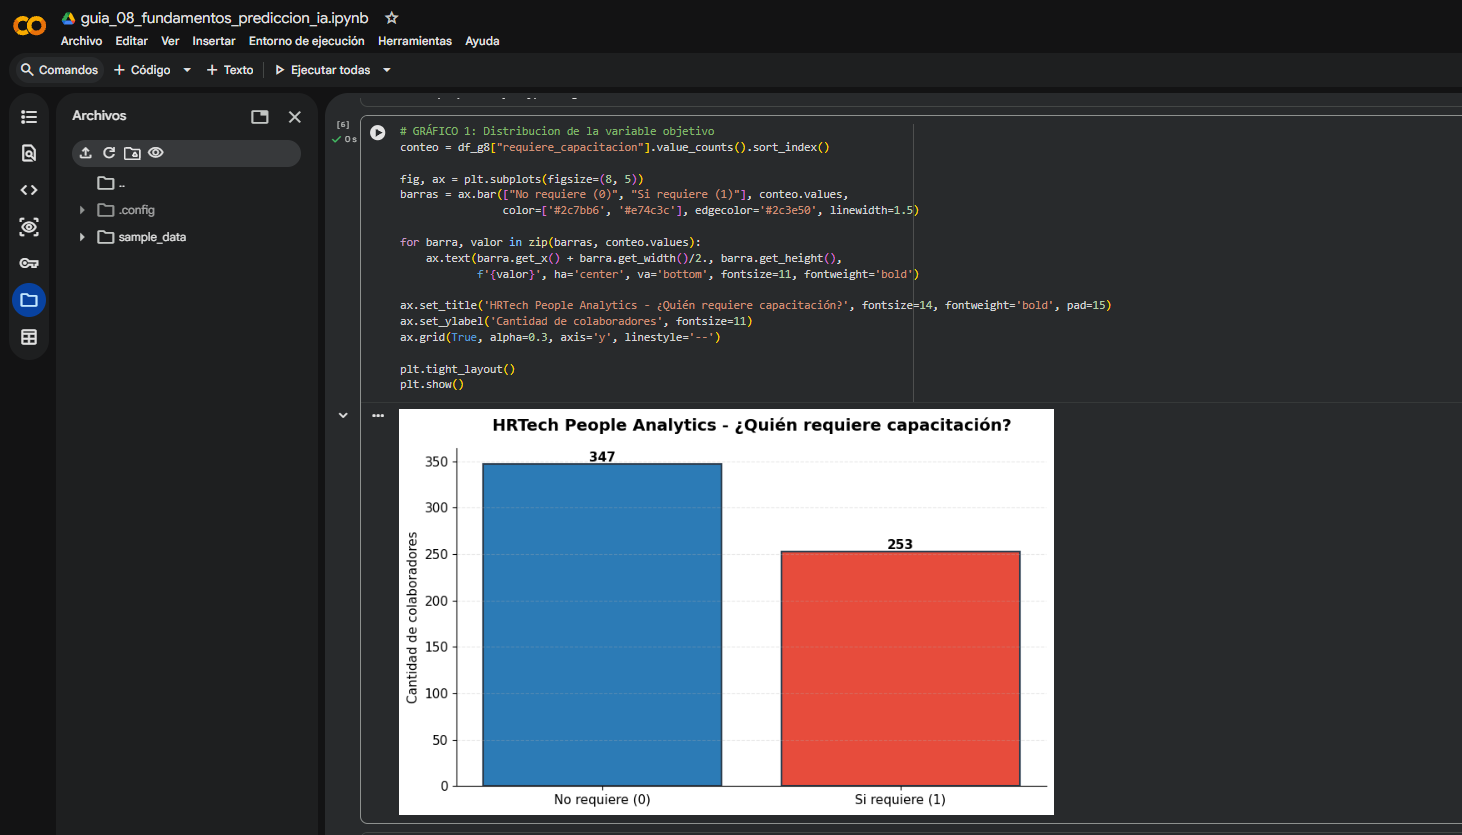 guia_08_fundamentos_prediccion_ia.ipynb
Archivo Editar Ver Insertar Entorno de ejecución Herramientas Ayuda
Comandos + Código + Texto Ejecutar todas
Archivos
..
.config
sample_data
[6]
0 s
# GRÁFICO 1: Distribucion de la variable objetivo
conteo = df_g8["requiere_capacitacion"].value_counts().sort_index()
fig, ax = plt.subplots(figsize=(8, 5))
barras = ax.bar(["No requiere (0)", "Si requiere (1)"], conteo.values,
color=['#2c7bb6', '#e74c3c'], edgecolor='#2c3e50', linewidth=1.5)
for barra, valor in zip(barras, conteo.values):
ax.text(barra.get_x() + barra.get_width()/2., barra.get_height(),
f'{valor}', ha='center', va='bottom', fontsize=11, fontweight='bold')
ax.set_title('HRTech People Analytics - ¿Quién requiere capacitación?', fontsize=14, fontweight='bold', pad=15)
ax.set_ylabel('Cantidad de colaboradores', fontsize=11)
ax.grid(True, alpha=0.3, axis='y', linestyle='--')
plt.tight_layout()
plt.show()
HRTech People Analytics - ¿Quién requiere capacitación?
Cantidad de colaboradores
350
300
250
200
150
100
50
0
347
253
No requiere (0)
Si requiere (1)